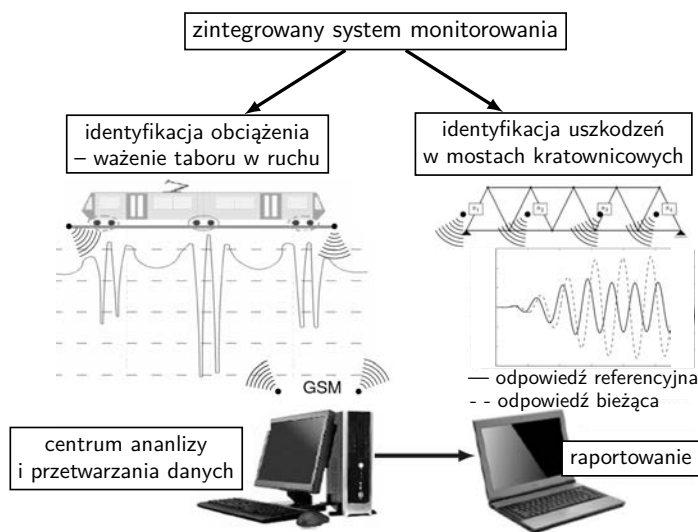 zintegrowany system monitorowania
identyfikacja obciążenia
– ważenie taboru w ruchu
identyfikacja uszkodzeń
w mostach kratownicowych
GSM
— odpowiedź referencyjna
- - odpowiedź bieżąca
centrum ananlizy
i przetwarzania danych
raportowanie